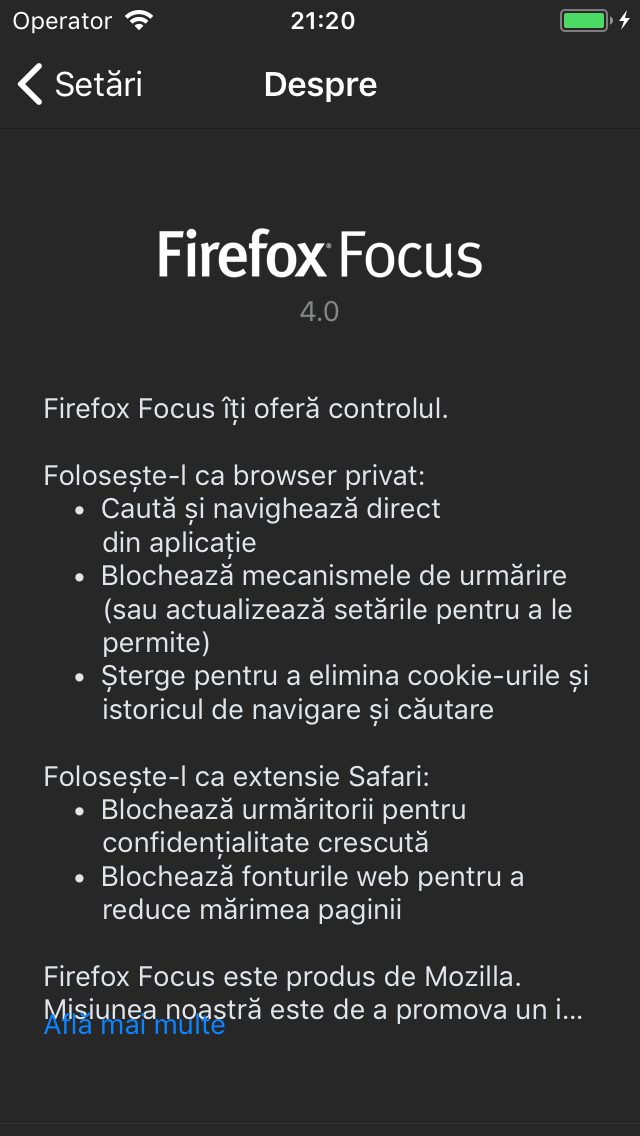 Operator 21:20
Setări Despre
Firefox Focus
4.0
Firefox Focus îți oferă controlul.
Folosește-l ca browser privat:
• Caută și navighează direct
din aplicație
• Blochează mecanismele de urmărire
(sau actualizează setările pentru a le
permite)
• Șterge pentru a elimina cookie-urile și
istoricul de navigare și căutare
Folosește-l ca extensie Safari:
• Blochează urmăritorii pentru
confidențialitate crescută
• Blochează fonturile web pentru a
reduce mărimea paginii
Firefox Focus este produs de Mozilla.
Misiunea noastră este de a promova un i...
Află mai multe